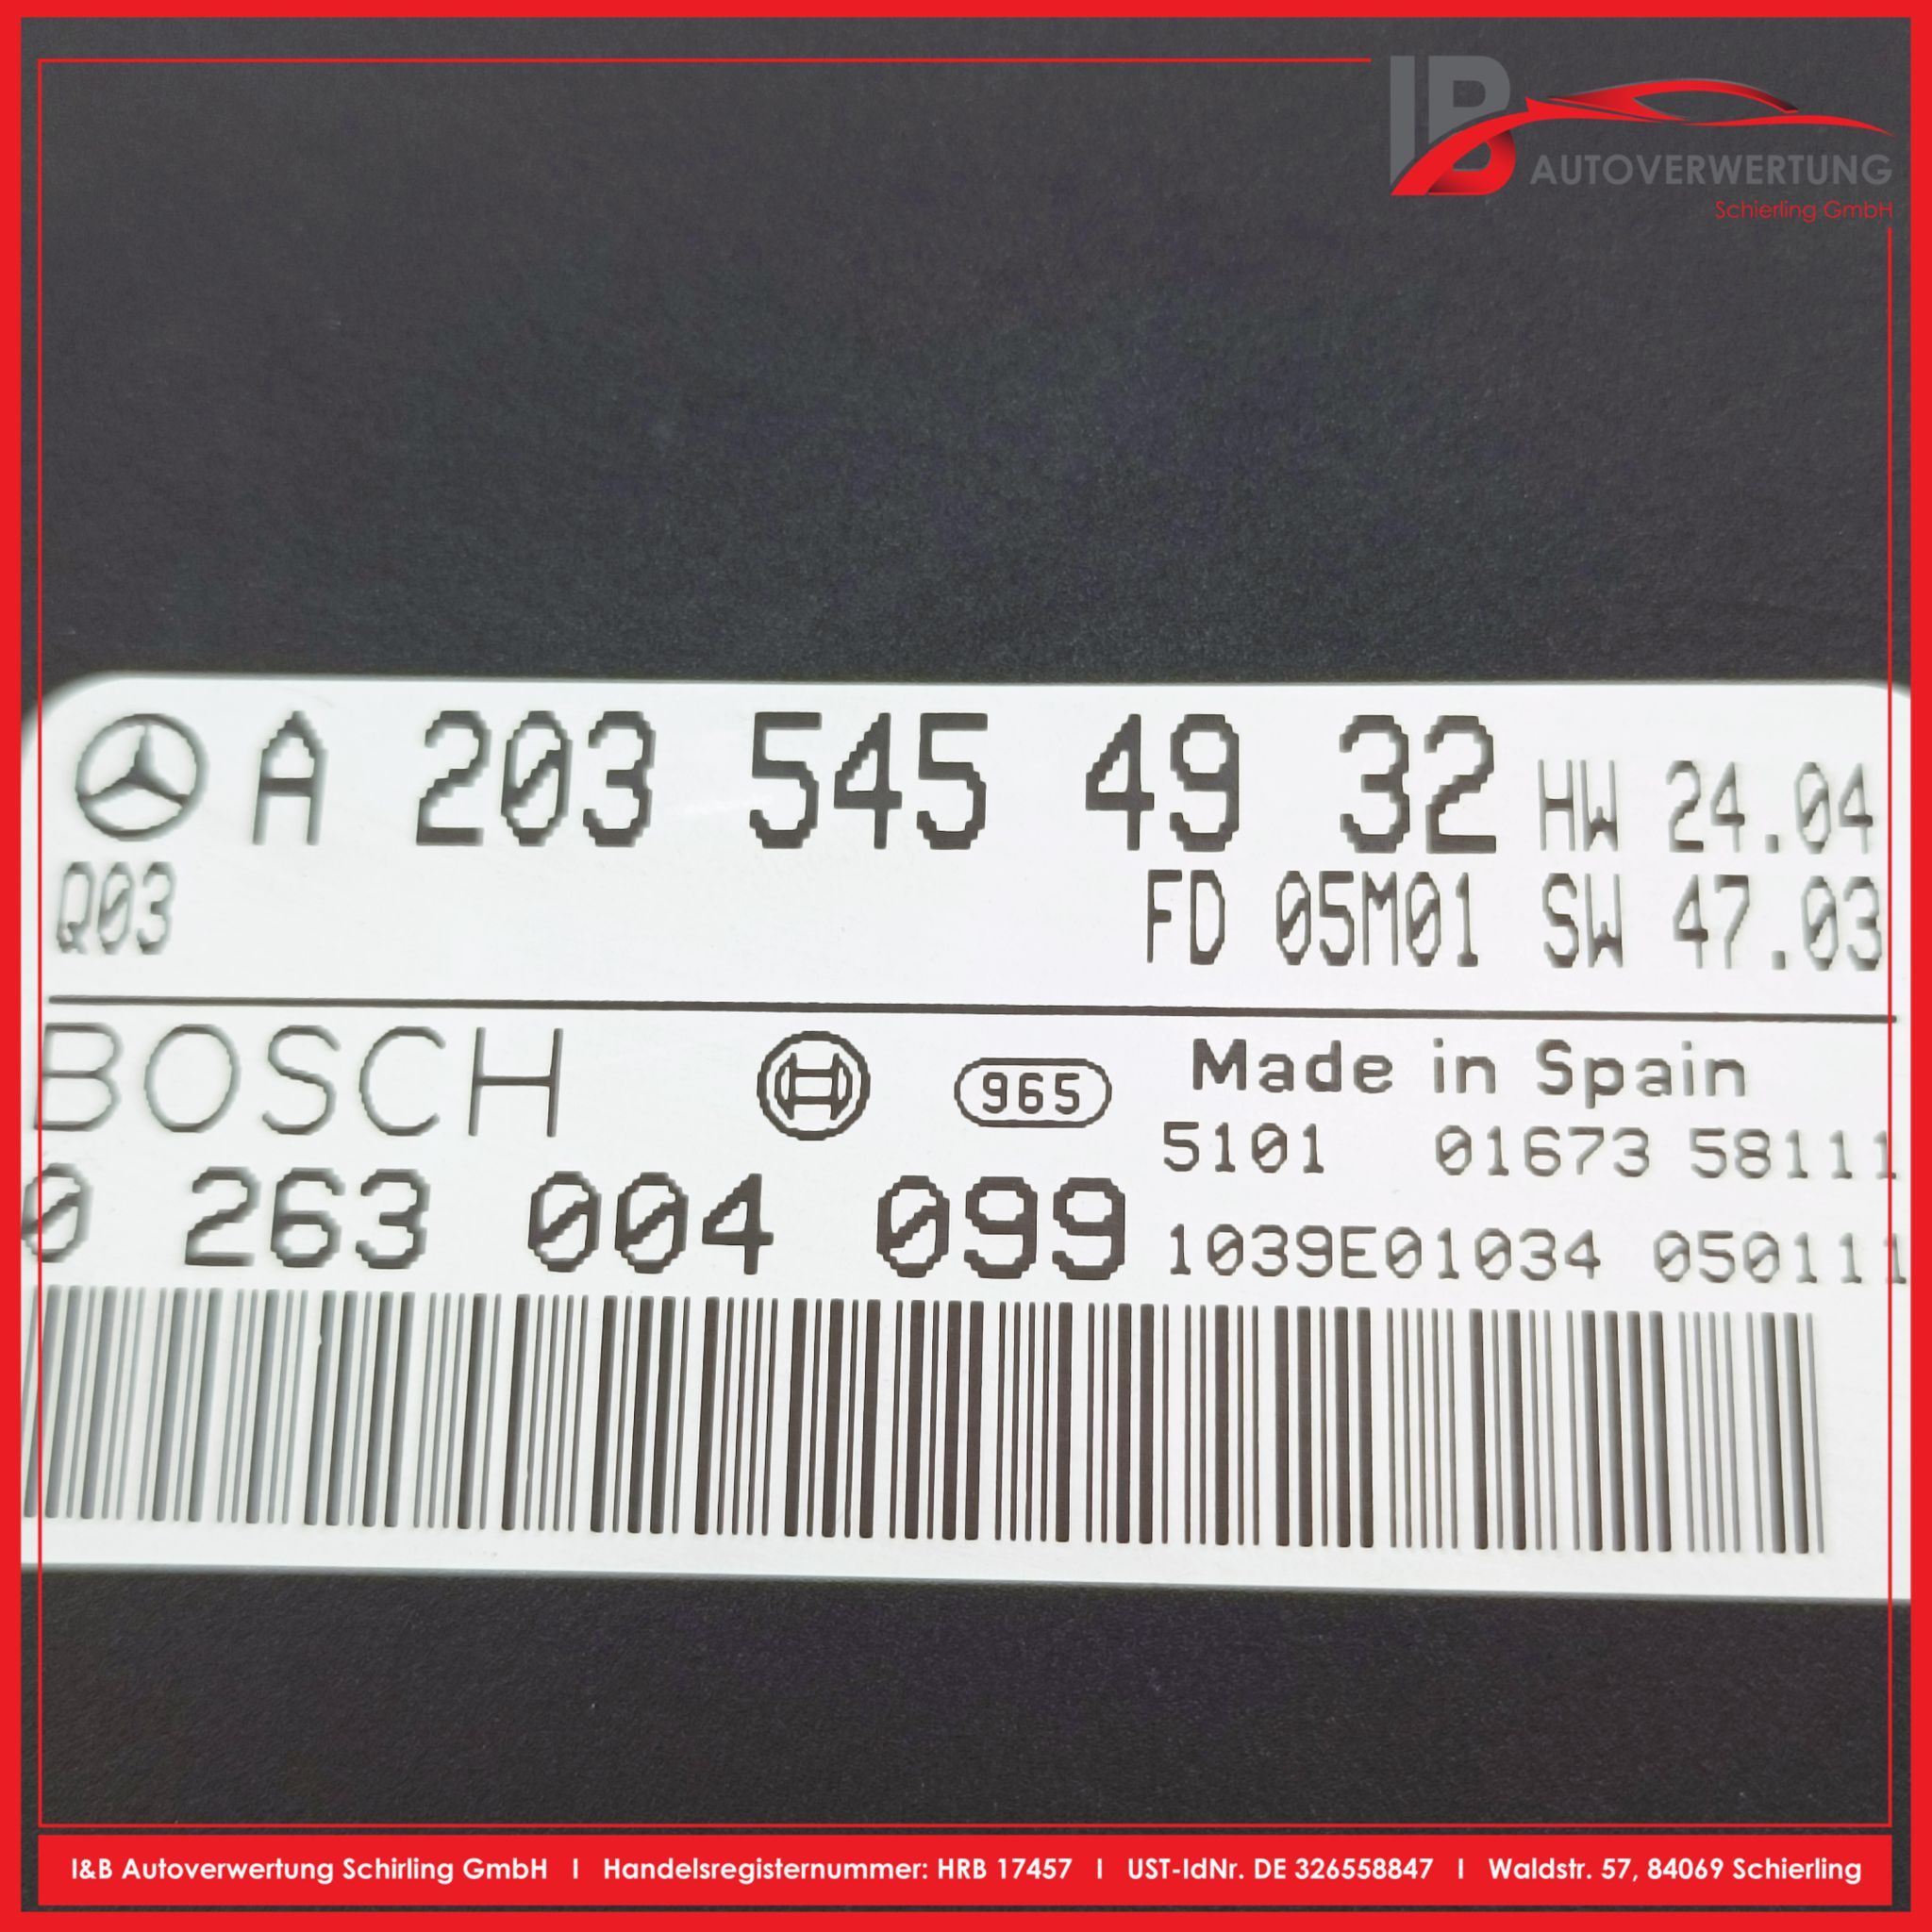 IB
AUTOVERWERTUNG
Schierling GmbH
A 203 545 49 32 HW 24.04
Q03 FD 05M01 SW 47.03
BOSCH 965 Made in Spain
5101 01673 58111
0 263 004 099 1039E01034 050111
I&B Autoverwertung Schirling GmbH I Handelsregisternummer: HRB 17457 I UST-IdNr. DE 326558847 I Waldstr. 57, 84069 Schierling